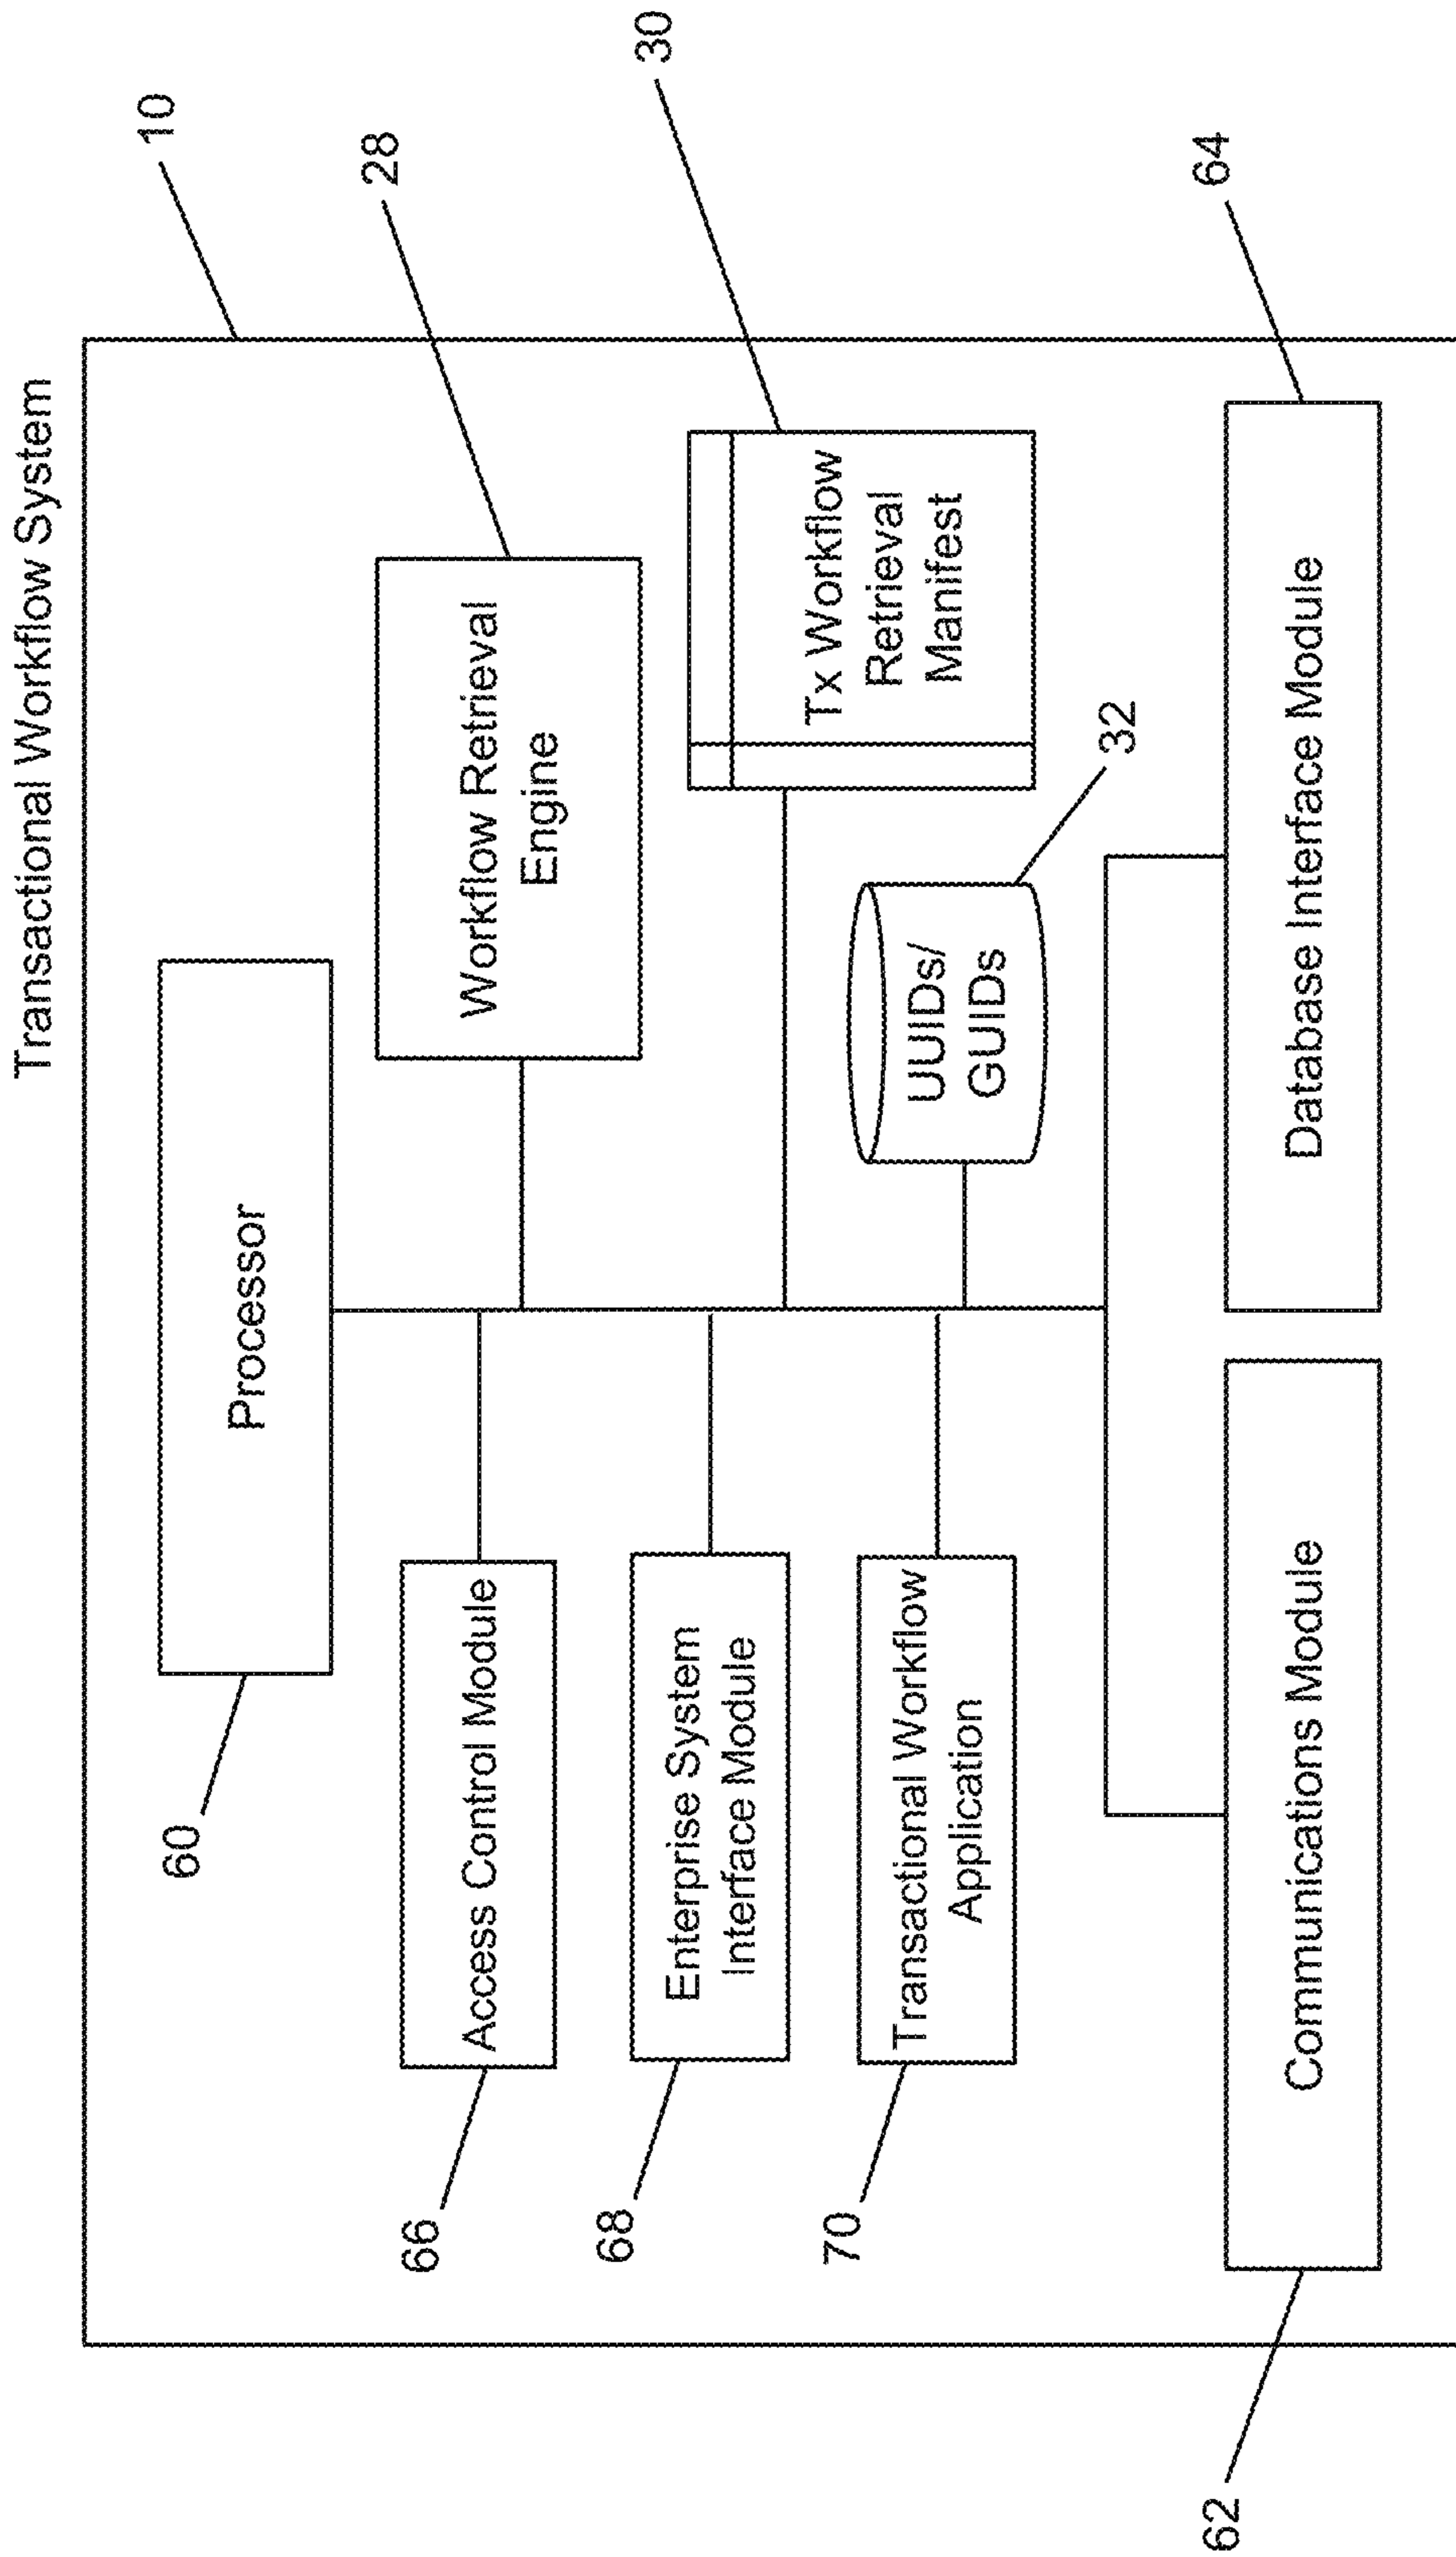 Transactional Workflow System
10
Processor
60
28
Workflow Retrieval
Engine
Access Control Module
66
30
Tx Workflow
Retrieval
Manifest
Enterprise System
Interface Module
68
UUIDs/
GUIDs
32
Transactional Workflow
Application
70
Communications Module
62
Database Interface Module
64